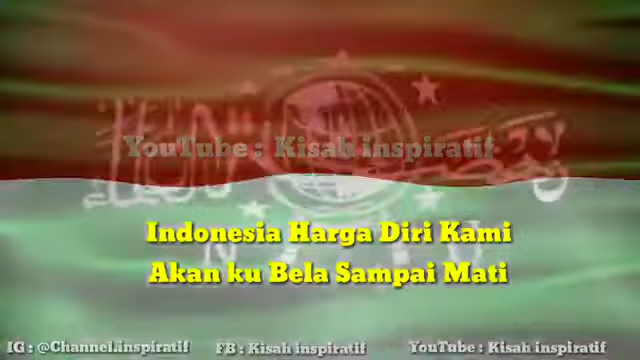 YouTube : Kisah inspiratif
Indonesia Harga Diri Kami
Akan ku Bela Sampai Mati
IG : @Channel.inspiratif FB : Kisah inspiratif YouTube : Kisah inspiratif